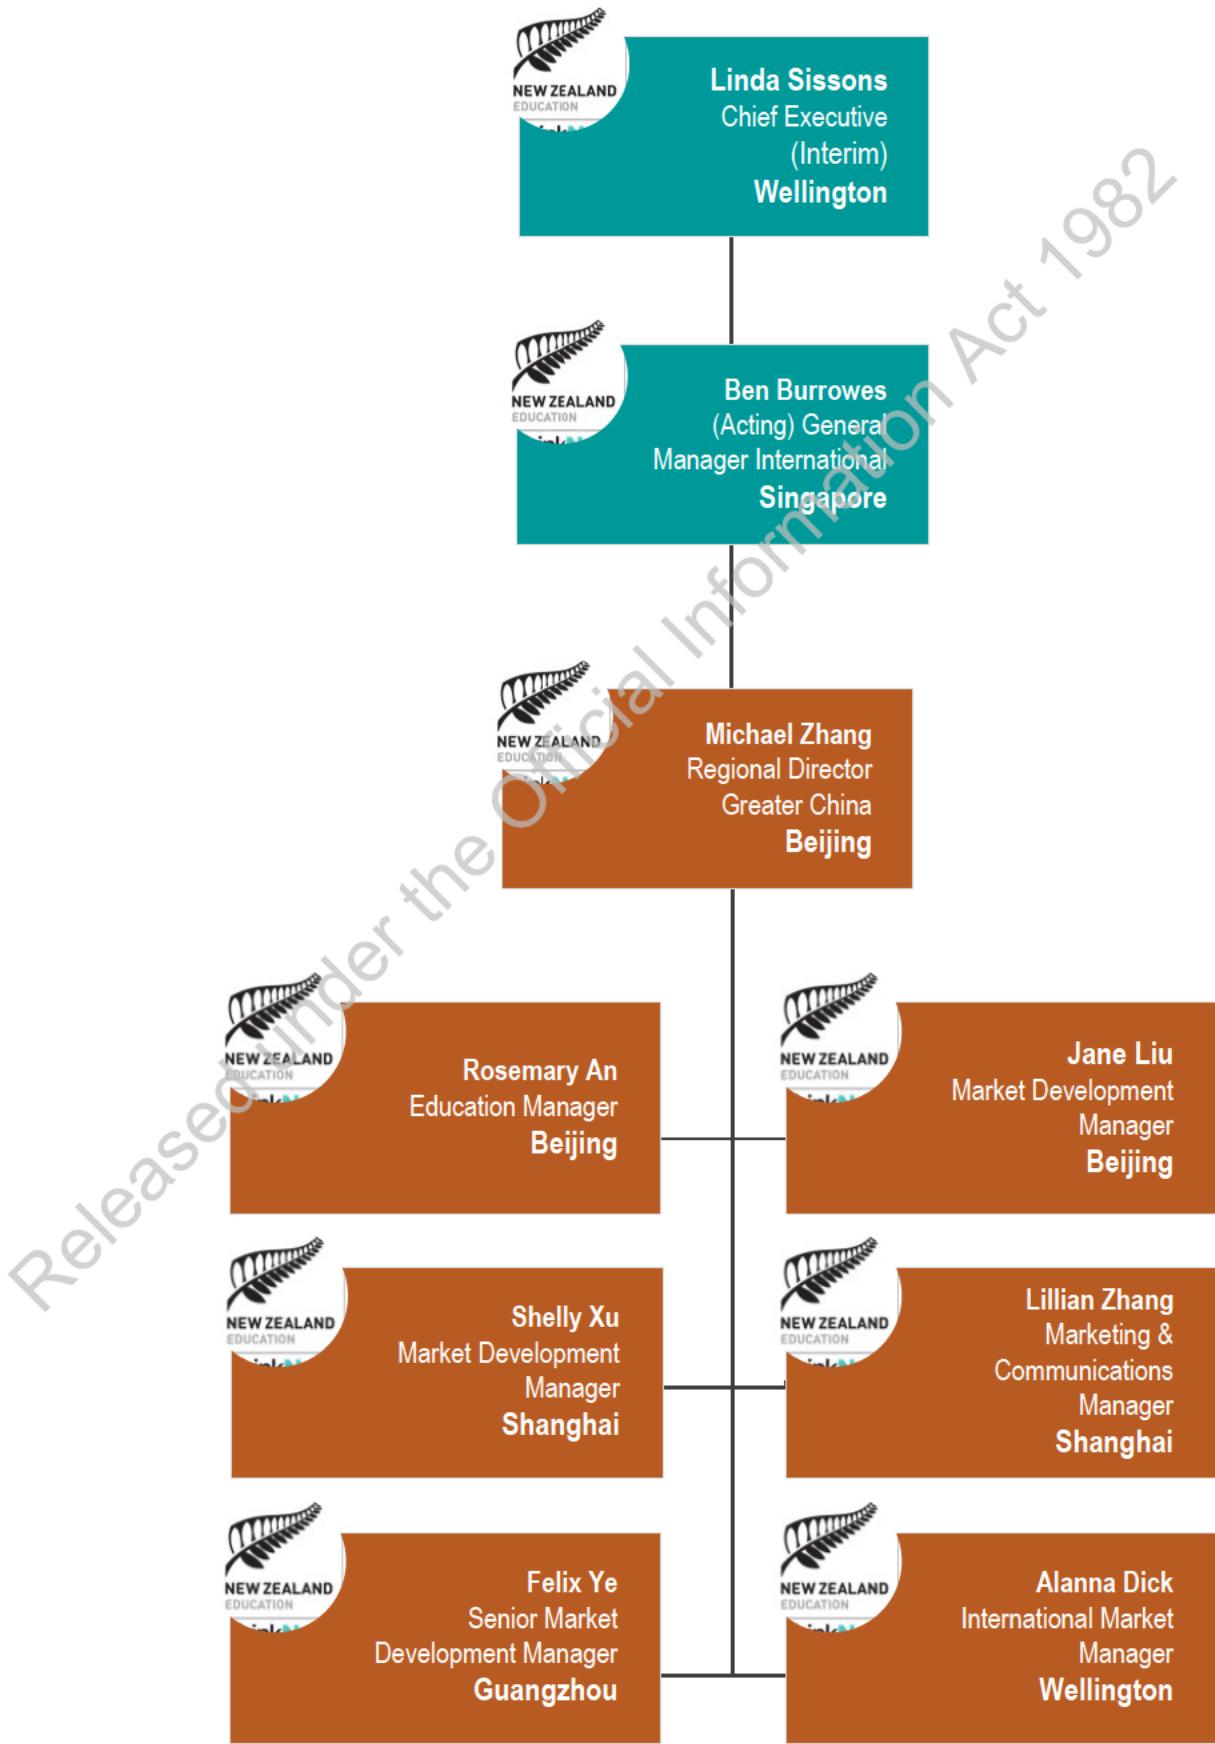 NEW ZEALAND
EDUCATION
Linda Sissons
Chief Executive
(Interim)
Wellington
NEW ZEALAND
EDUCATION
Ben Burrowes
(Acting) General
Manager International
Singapore
NEW ZEALAND
EDUCATION
Michael Zhang
Regional Director
Greater China
Beijing
NEW ZEALAND
EDUCATION
Rosemary An
Education Manager
Beijing
NEW ZEALAND
EDUCATION
Jane Liu
Market Development
Manager
Beijing
NEW ZEALAND
EDUCATION
Shelly Xu
Market Development
Manager
Shanghai
NEW ZEALAND
EDUCATION
Lillian Zhang
Marketing &
Communications
Manager
Shanghai
NEW ZEALAND
EDUCATION
Felix Ye
Senior Market
Development Manager
Guangzhou
NEW ZEALAND
EDUCATION
Alanna Dick
International Market
Manager
Wellington
Released under the Official Information Act 1982